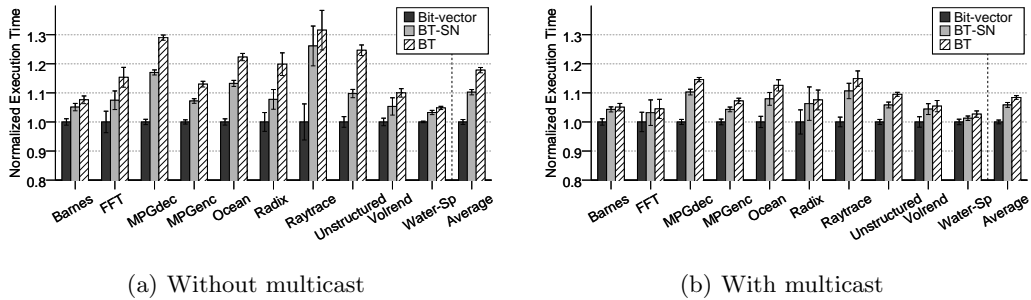 Normalized Execution Time
1.3
1.2
1.1
1.0
0.9
0.8
Bit-vector
BT-SN
BT
Barnes
FFT
MPGdec
MPGenc
Ocean
Radix
Raytrace
Unstructured
Volrend
Water-Sp
Average
(a) Without multicast
Normalized Execution Time
1.3
1.2
1.1
1.0
0.9
0.8
Bit-vector
BT-SN
BT
Barnes
FFT
MPGdec
MPGenc
Ocean
Radix
Raytrace
Unstructured
Volrend
Water-Sp
Average
(b) With multicast